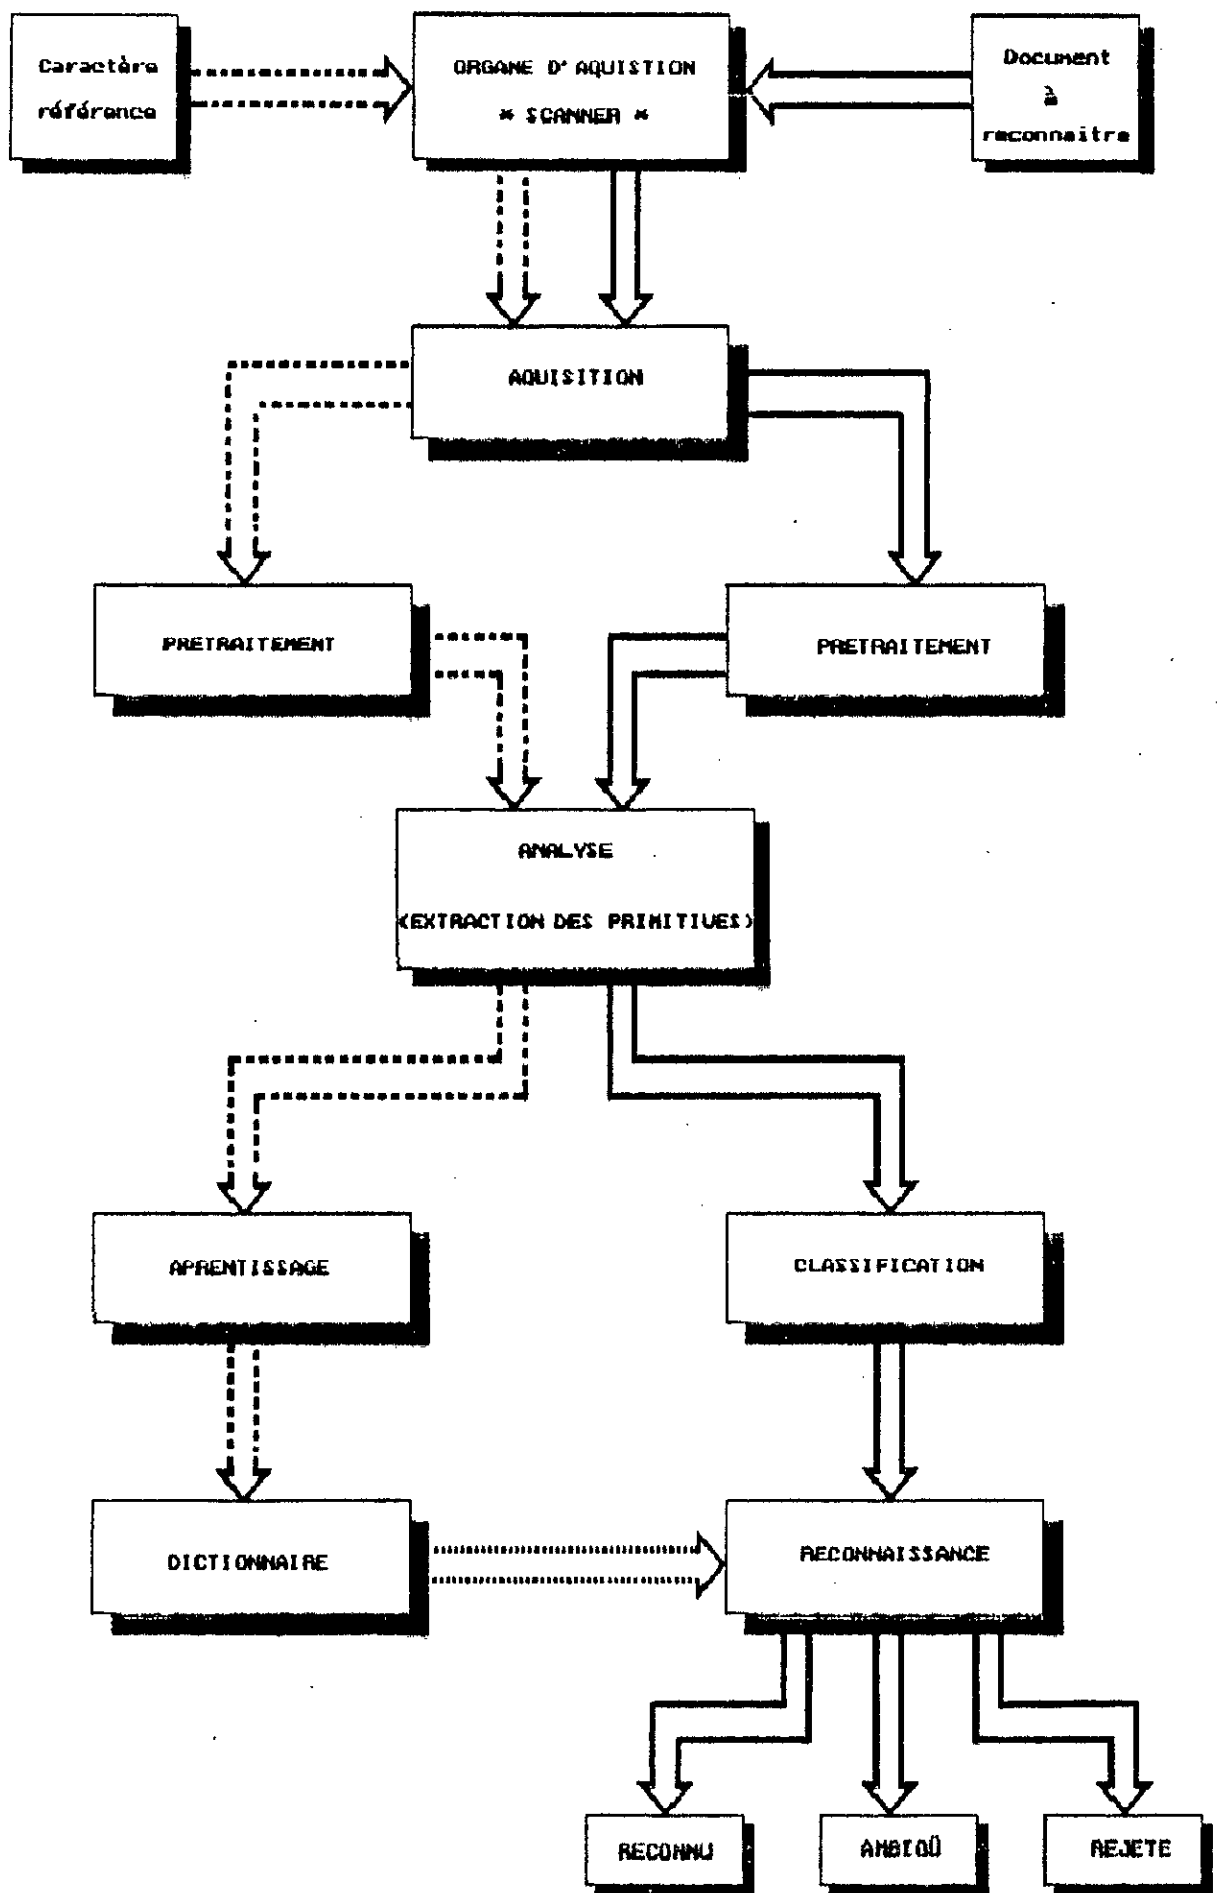 Caractère
référence
ORGANE D'AQUISTION
* SCANNER *
Document
à
reconnaitre
AQUISITION
PRETRAITEMENT
PRETRAITEMENT
ANALYSE
(EXTRACTION DES PRIMITIVES)
APRENTISSAGE
CLASSIFICATION
DICTIONNAIRE
RECONNAISSANCE
RECONNU
AMBIGÜ
REJETE